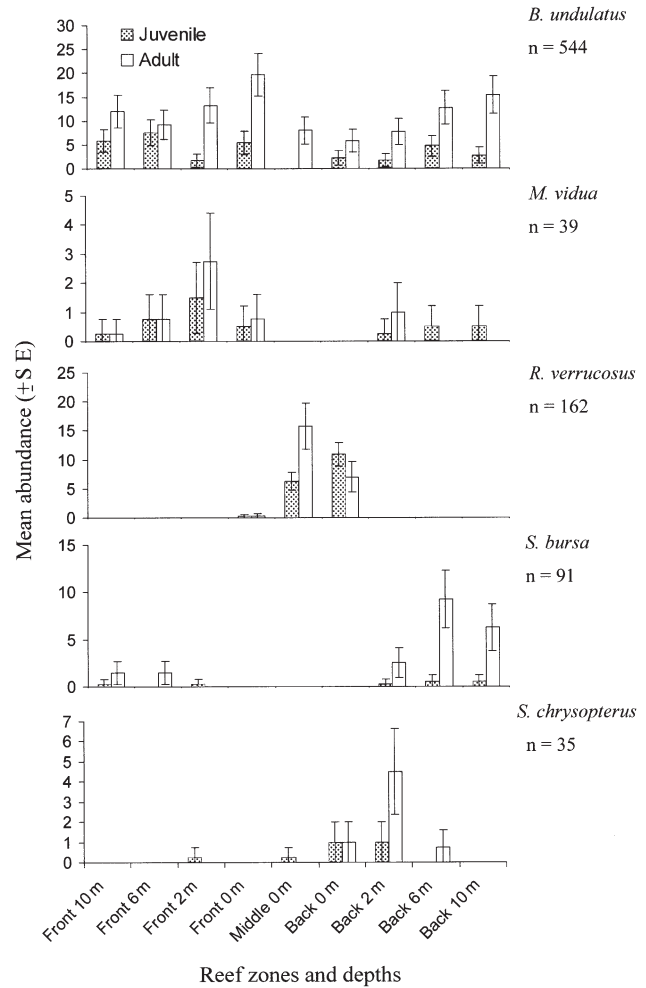 B. undulatus
n = 544
Juvenile
Adult
30
25
20
15
10
5
0
M. vidua
n = 39
5
4
3
2
1
0
R. verrucosus
n = 162
25
20
15
10
5
0
S. bursa
n = 91
15
10
5
0
S. chrysopterus
n = 35
7
6
5
4
3
2
1
0
Mean abundance (±S E)
Front 10 m
Front 6 m
Front 2 m
Front 0 m
Middle 0 m
Back 0 m
Back 2 m
Back 6 m
Back 10 m
Reef zones and depths